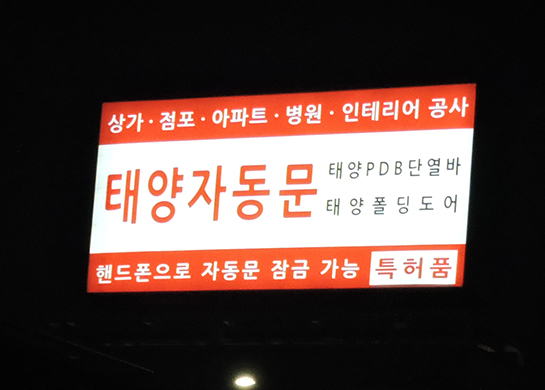 상가 · 점포 · 아파트 · 병원 · 인테리어 공사
태양자동문
태양PDB단열바
태양폴딩도어
핸드폰으로 자동문 잠금 가능 특허품